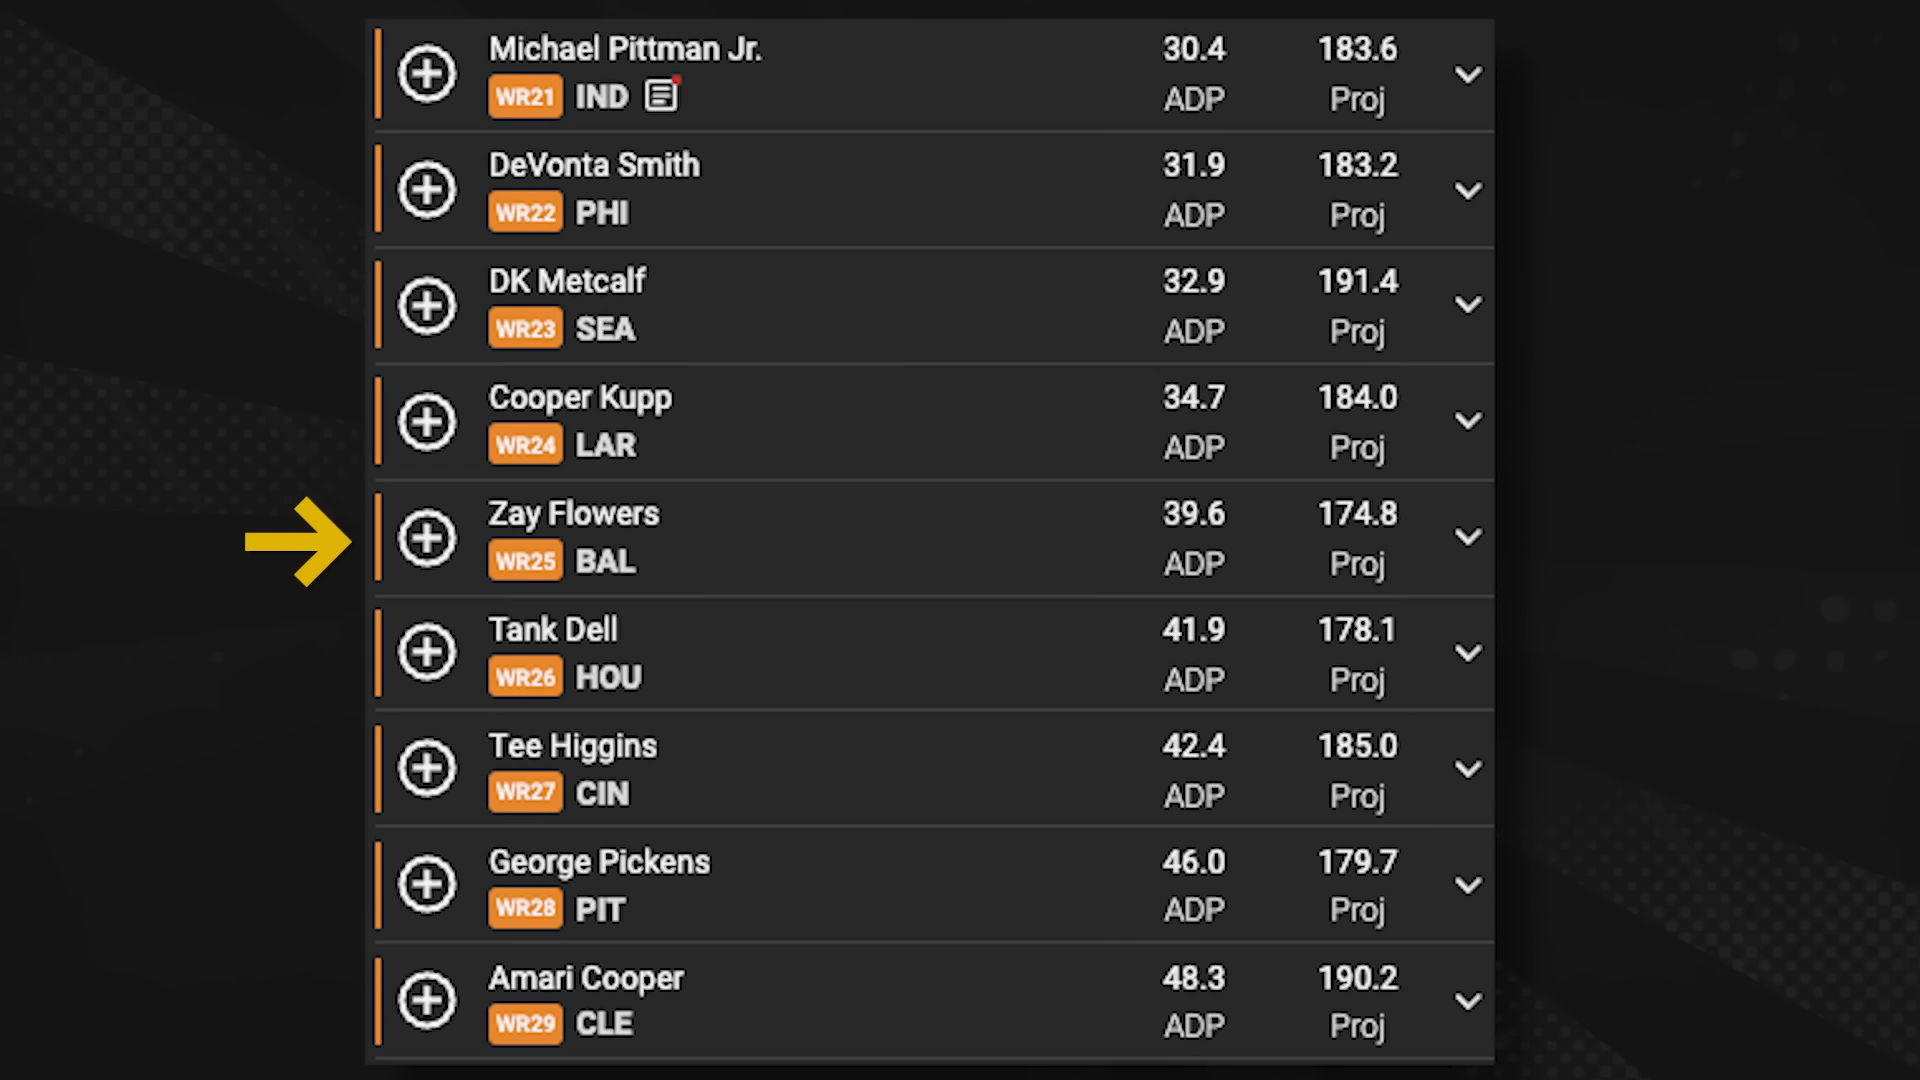 Michael Pittman Jr. 30.4 183.6
WR21 IND ADP Proj
DeVonta Smith 31.9 183.2
WR22 PHI ADP Proj
DK Metcalf 32.9 191.4
WR23 SEA ADP Proj
Cooper Kupp 34.7 184.0
WR24 LAR ADP Proj
Zay Flowers 39.6 174.8
WR25 BAL ADP Proj
Tank Dell 41.9 178.1
WR26 HOU ADP Proj
Tee Higgins 42.4 185.0
WR27 CIN ADP Proj
George Pickens 46.0 179.7
WR28 PIT ADP Proj
Amari Cooper 48.3 190.2
WR29 CLE ADP Proj